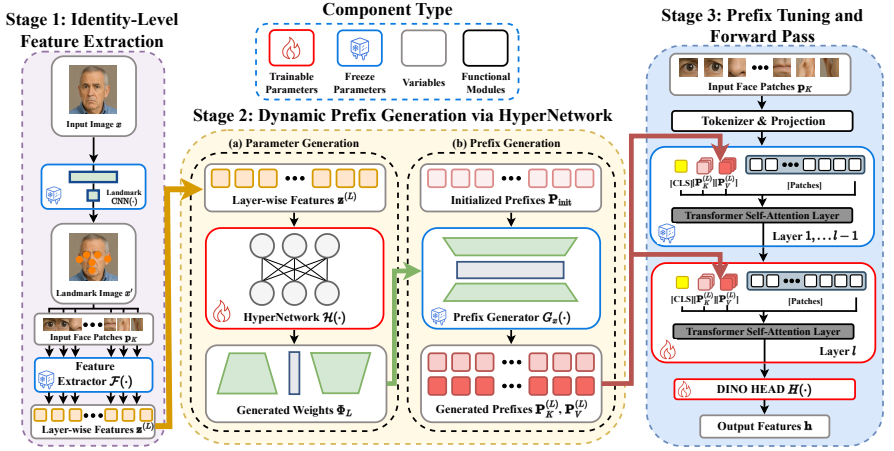 Stage 1: Identity-Level
Feature Extraction
Input Image x
Landmark
CNN(·)
Landmark Image x′
Input Face Patches p_K
Feature
Extractor F(·)
Layer-wise Features z^(L)
Component Type
Trainable
Parameters
Freeze
Parameters
Variables
Functional
Modules
Stage 2: Dynamic Prefix Generation via HyperNetwork
(a) Parameter Generation
Layer-wise Features z^(L)
HyperNetwork H(·)
Generated Weights Φ_L
(b) Prefix Generation
Initialized Prefixes P_init
Prefix Generator G_x(·)
Generated Prefixes P_K^(L), P_V^(L)
Stage 3: Prefix Tuning and
Forward Pass
Input Face Patches p_K
Tokenizer & Projection
[CLS][P_K^(L)][P_V^(L)]
[Patches]
Transformer Self-Attention Layer
Layer 1, … l − 1
[CLS][P_K^(L)][P_V^(L)]
[Patches]
Transformer Self-Attention Layer
Layer l
DINO HEAD H(·)
Output Features h